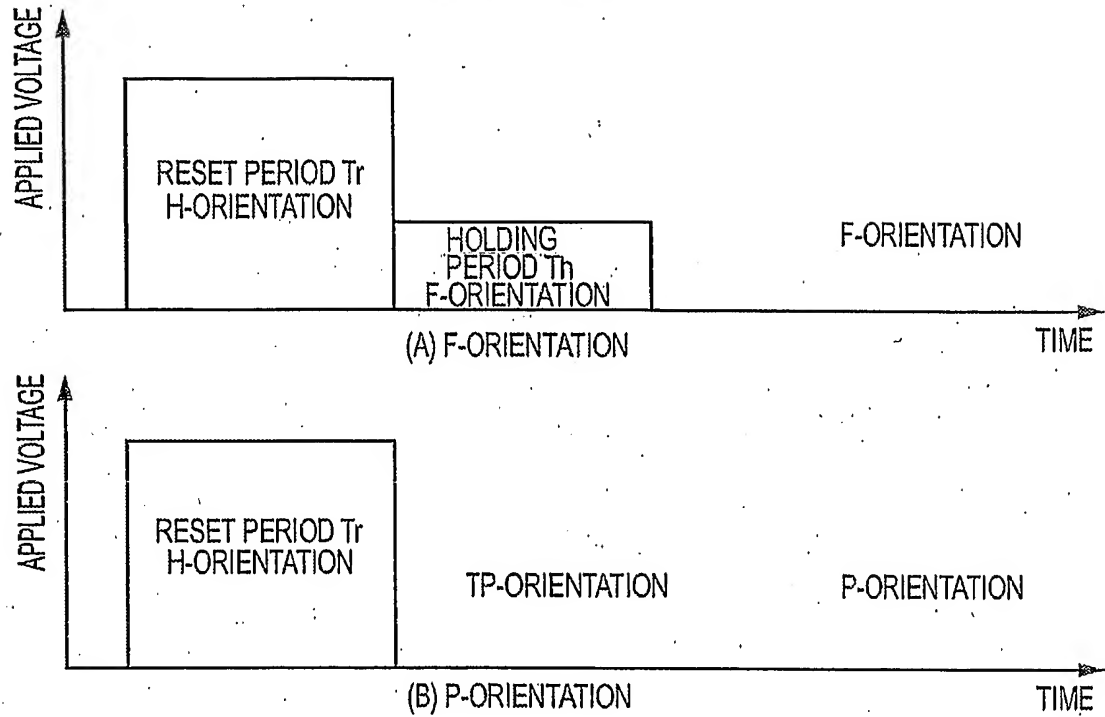 APPLIED VOLTAGE
RESET PERIOD Tr
H-ORIENTATION
HOLDING
PERIOD Th
F-ORIENTATION
F-ORIENTATION
TIME
(A) F-ORIENTATION
APPLIED VOLTAGE
RESET PERIOD Tr
H-ORIENTATION
TP-ORIENTATION
P-ORIENTATION
TIME
(B) P-ORIENTATION